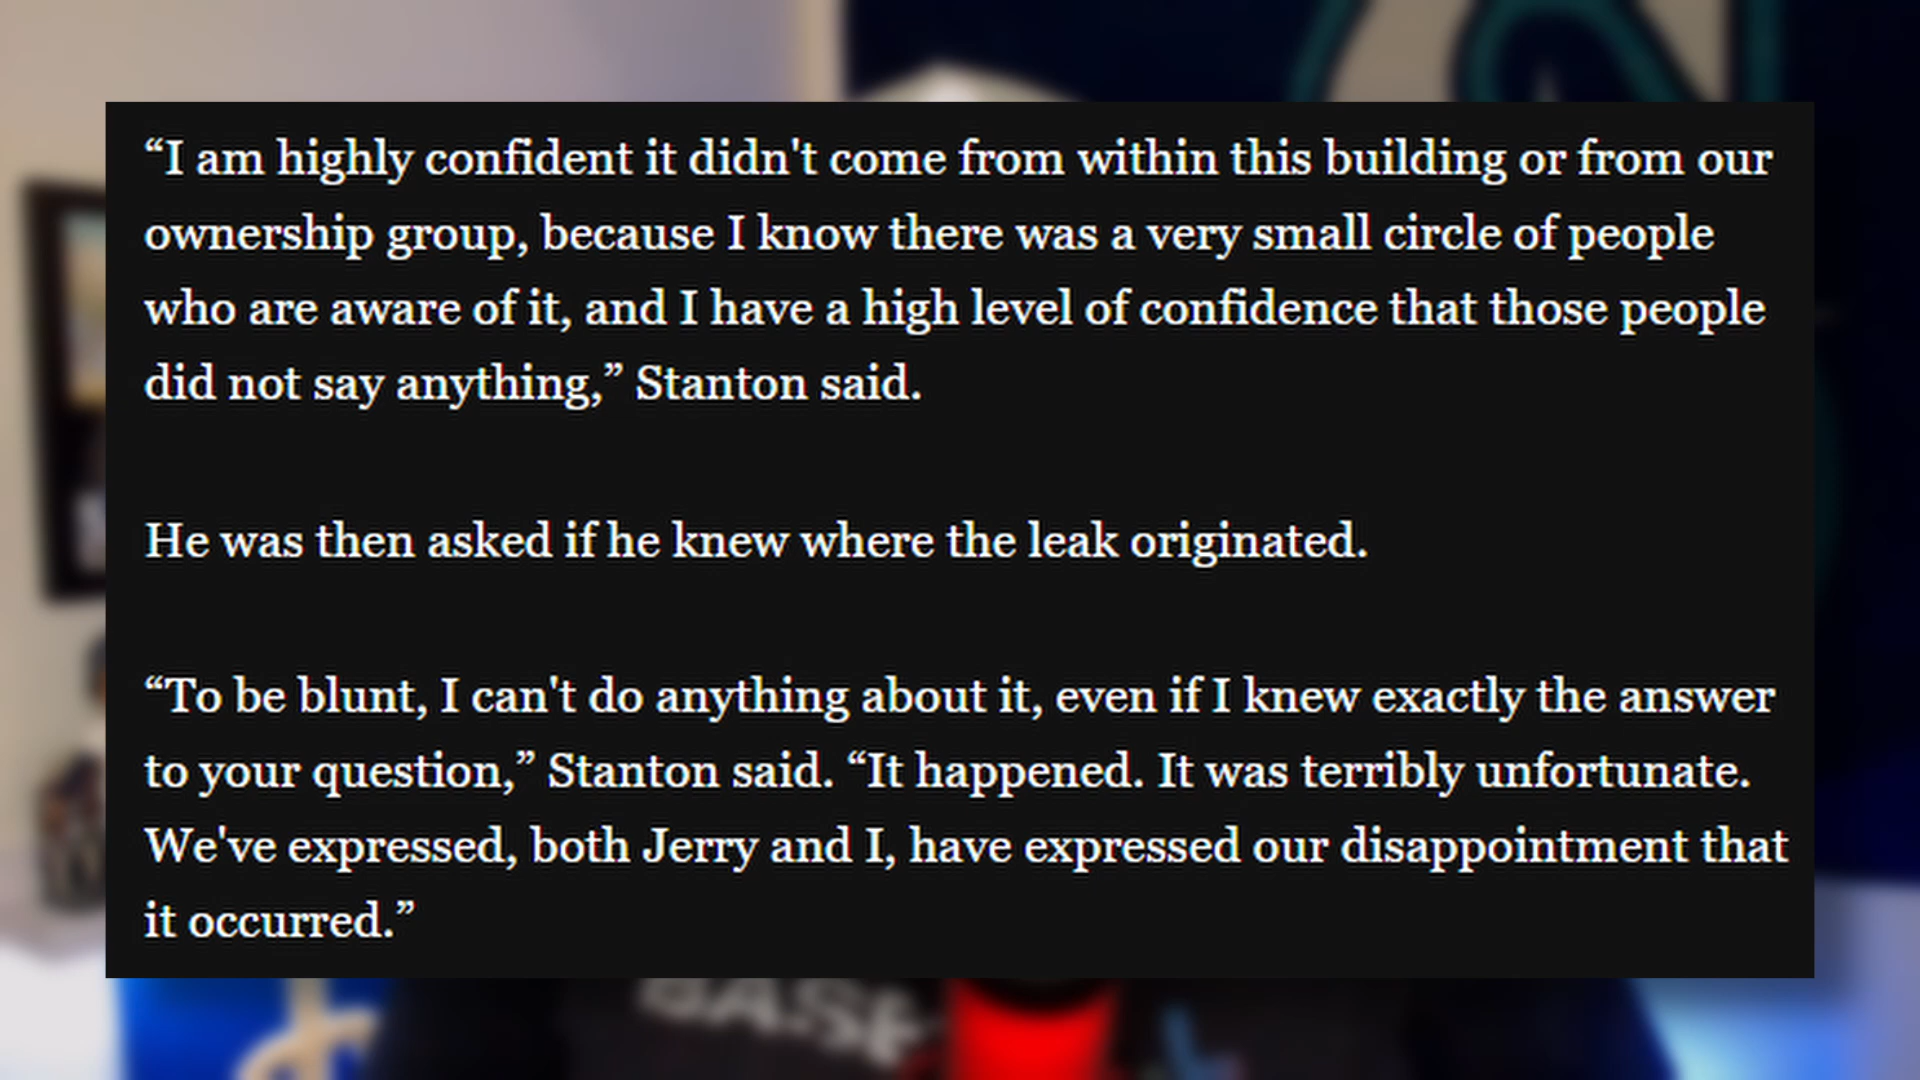 “I am highly confident it didn't come from within this building or from our
ownership group, because I know there was a very small circle of people
who are aware of it, and I have a high level of confidence that those people
did not say anything,” Stanton said.
He was then asked if he knew where the leak originated.
“To be blunt, I can't do anything about it, even if I knew exactly the answer
to your question,” Stanton said. “It happened. It was terribly unfortunate.
We've expressed, both Jerry and I, have expressed our disappointment that
it occurred.”
BASE